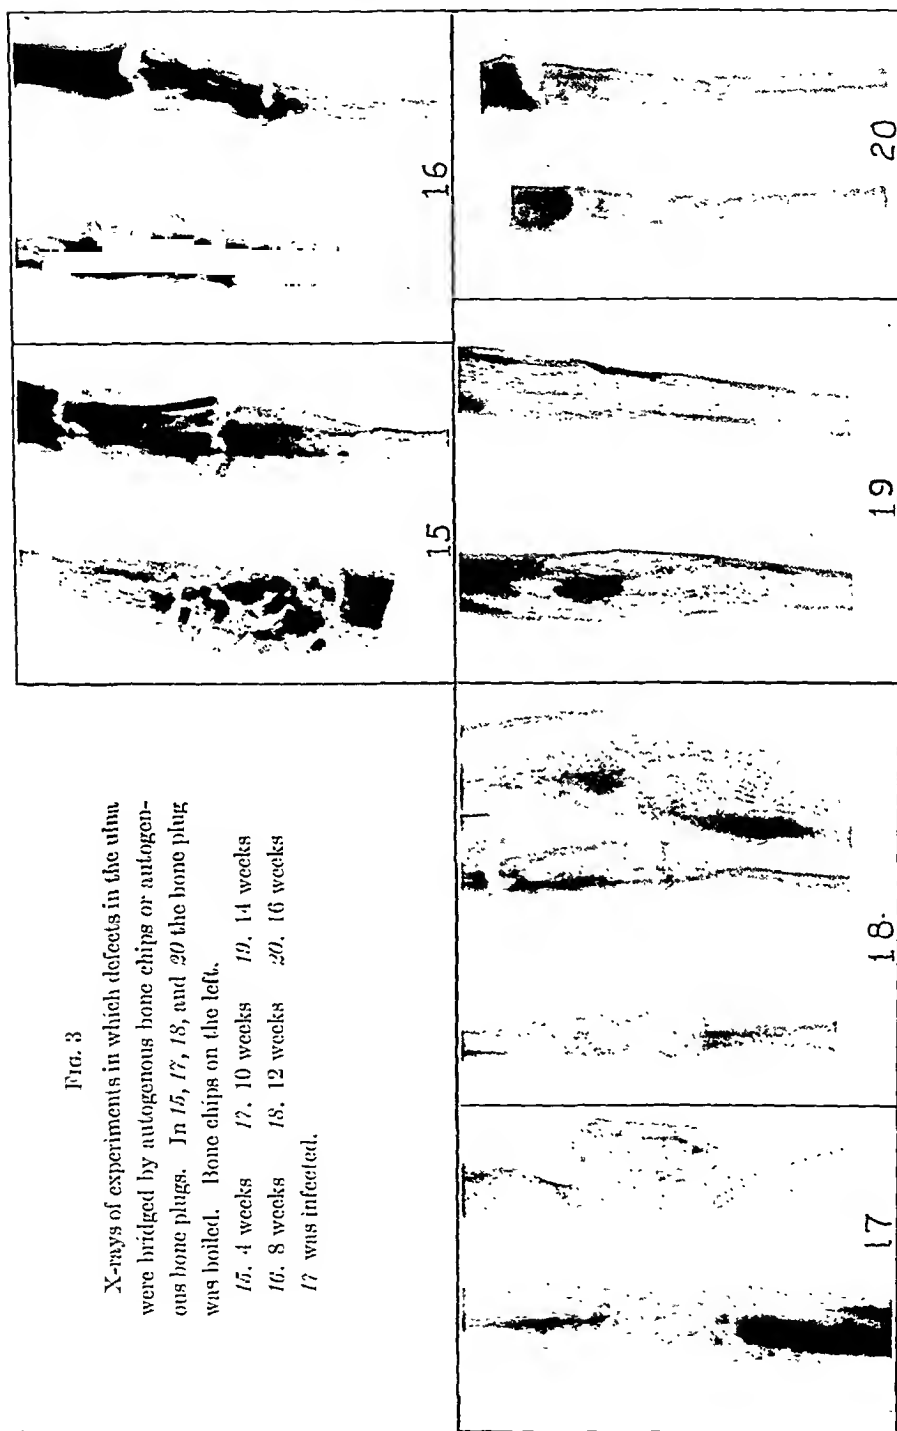 FIG. 3
X-rays of experiments in which defects in the ulna
were bridged by autogenous bone chips or autogen-
ous bone plugs. In 15, 17, 18, and 20 the bone plug
was boiled. Bone chips on the left.
15. 4 weeks 17. 10 weeks 19. 14 weeks
16. 8 weeks 18. 12 weeks 20. 16 weeks
17 was infected.
15
16
17
18.
19
20